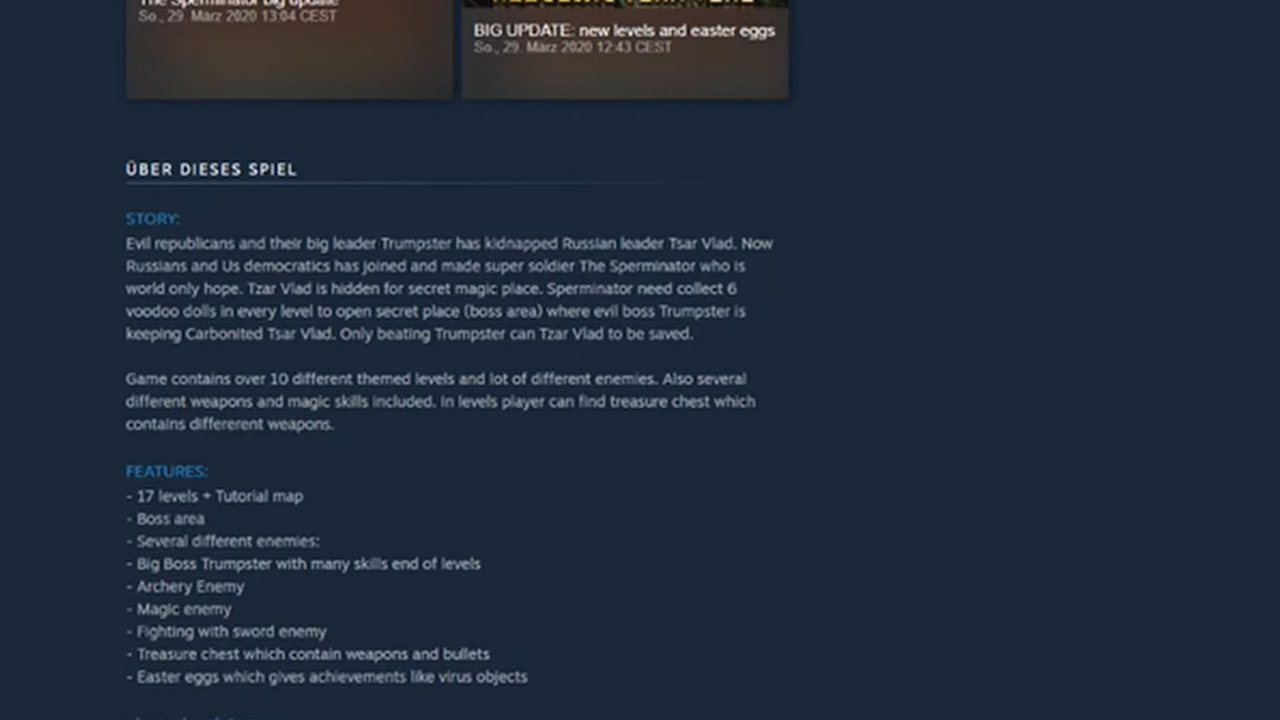 The Sperminator big update
So., 29. März 2020 13:04 CEST
BIG UPDATE: new levels and easter eggs
So., 29. März 2020 12:43 CEST
ÜBER DIESES SPIEL
STORY:
Evil republicans and their big leader Trumpster has kidnapped Russian leader Tsar Vlad. Now
Russians and Us democratics has joined and made super soldier The Sperminator who is
world only hope. Tzar Vlad is hidden for secret magic place. Sperminator need collect 6
voodoo dolls in every level to open secret place (boss area) where evil boss Trumpster is
keeping Carbonited Tsar Vlad. Only beating Trumpster can Tzar Vlad to be saved.
Game contains over 10 different themed levels and lot of different enemies. Also several
different weapons and magic skills included. In levels player can find treasure chest which
contains differerent weapons.
FEATURES:
- 17 levels + Tutorial map
- Boss area
- Several different enemies:
- Big Boss Trumpster with many skills end of levels
- Archery Enemy
- Magic enemy
- Fighting with sword enemy
- Treasure chest which contain weapons and bullets
- Easter eggs which gives achievements like virus objects